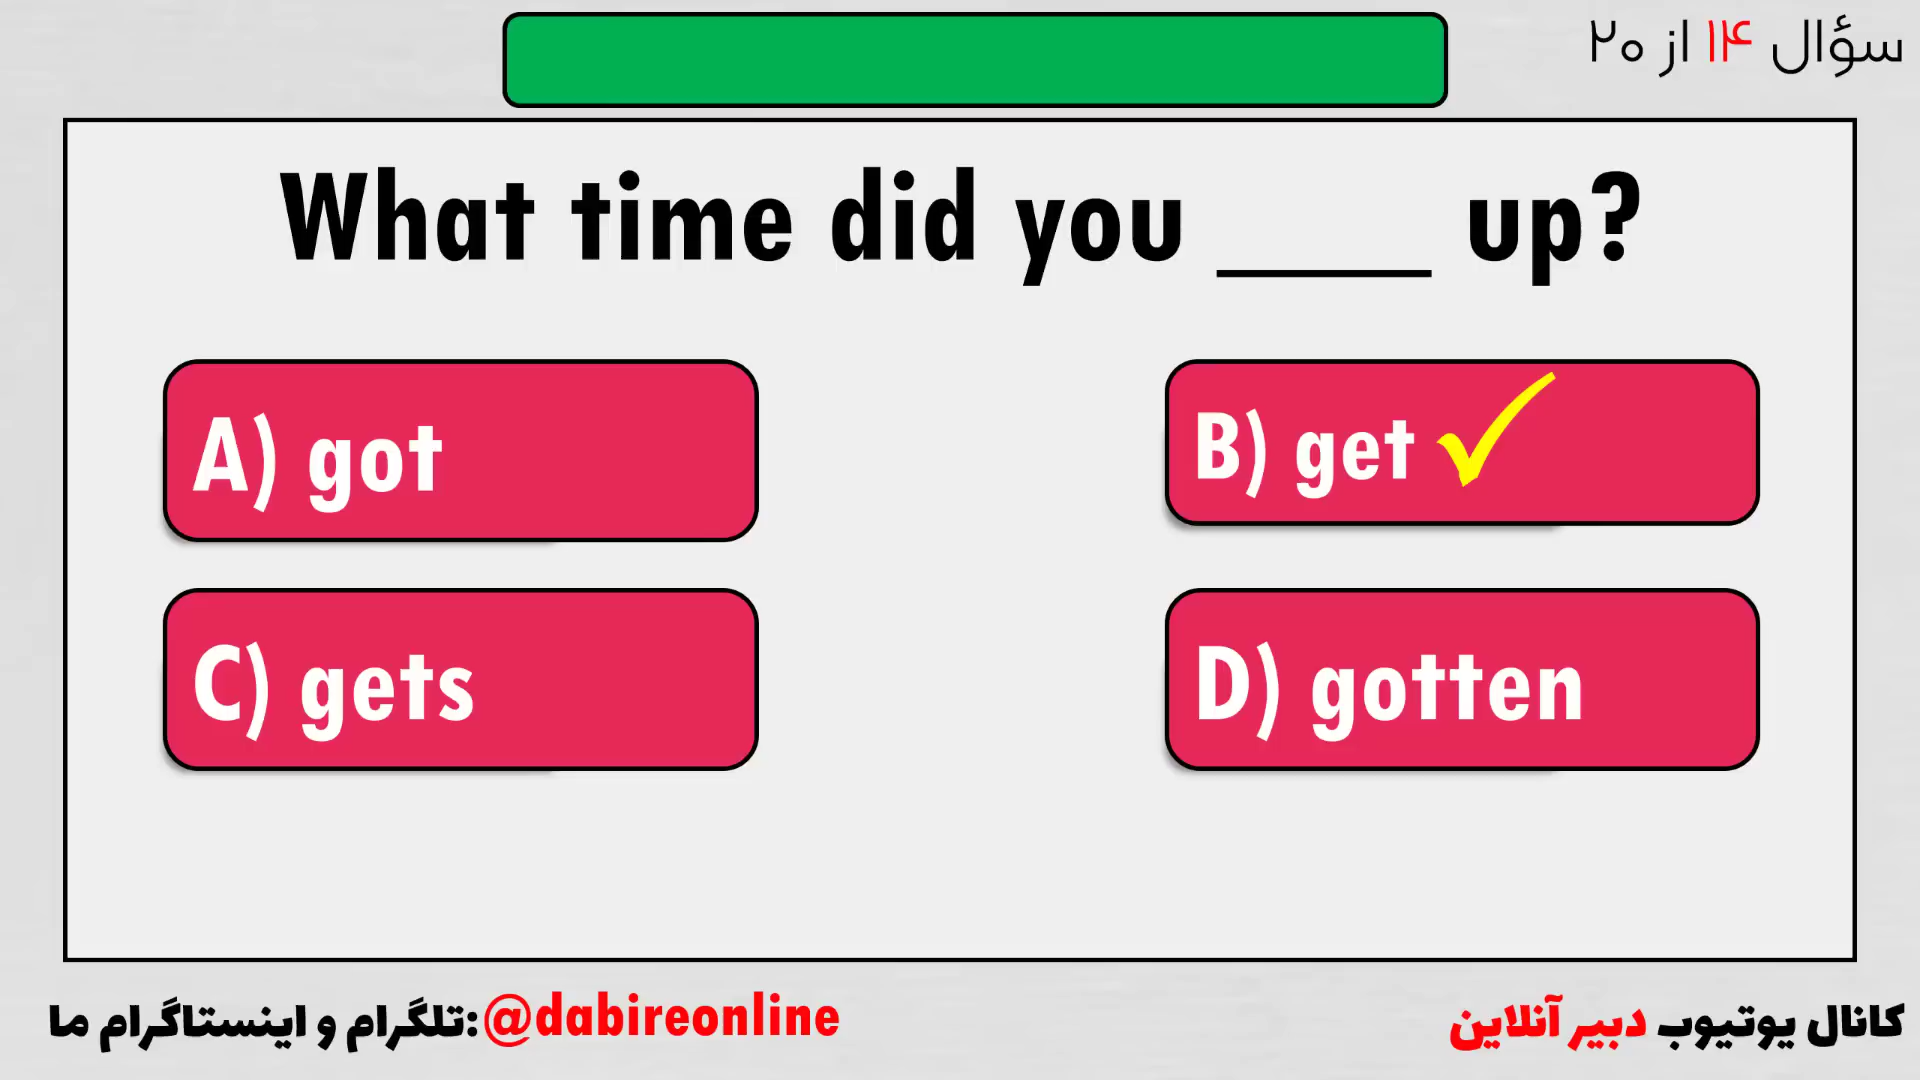 سؤال ۱۴ از ۲۰
What time did you ____ up?
A) got
B) get
C) gets
D) gotten
کانال یوتیوب دبیر آنلاین
تلگرام و اینستاگرام ما: @dabireonline